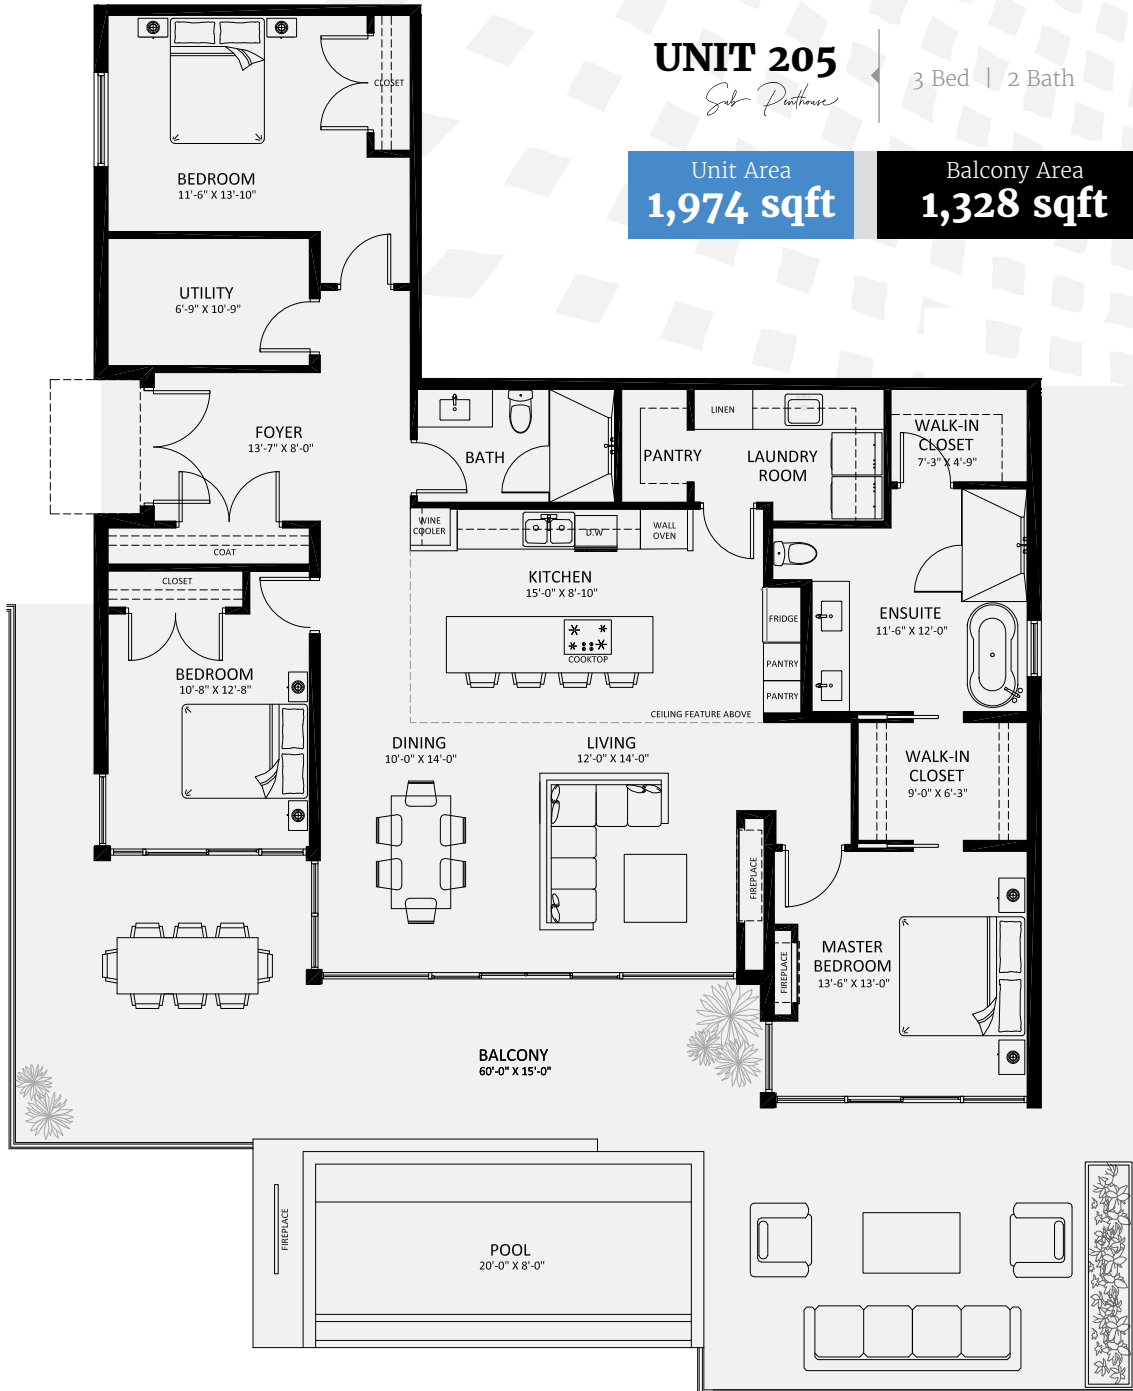 UNIT 205
Sub Penthouse
3 Bed | 2 Bath
Unit Area
1,974 sqft
Balcony Area
1,328 sqft
CLOSET
BEDROOM
11'-6" X 13'-10"
UTILITY
6'-9" X 10'-9"
FOYER
13'-7" X 8'-0"
COAT
CLOSET
BEDROOM
10'-8" X 12'-8"
BATH
PANTRY
LINEN
LAUNDRY
ROOM
WALK-IN
CLOSET
7'-3" X 4'-9"
WINE
COOLER
D.W
WALL
OVEN
KITCHEN
15'-0" X 8'-10"
COOKTOP
FRIDGE
PANTRY
PANTRY
ENSUITE
11'-6" X 12'-0"
CEILING FEATURE ABOVE
DINING
10'-0" X 14'-0"
LIVING
12'-0" X 14'-0"
WALK-IN
CLOSET
9'-0" X 6'-3"
FIREPLACE
FIREPLACE
MASTER
BEDROOM
13'-6" X 13'-0"
BALCONY
60'-0" X 15'-0"
FIREPLACE
POOL
20'-0" X 8'-0"